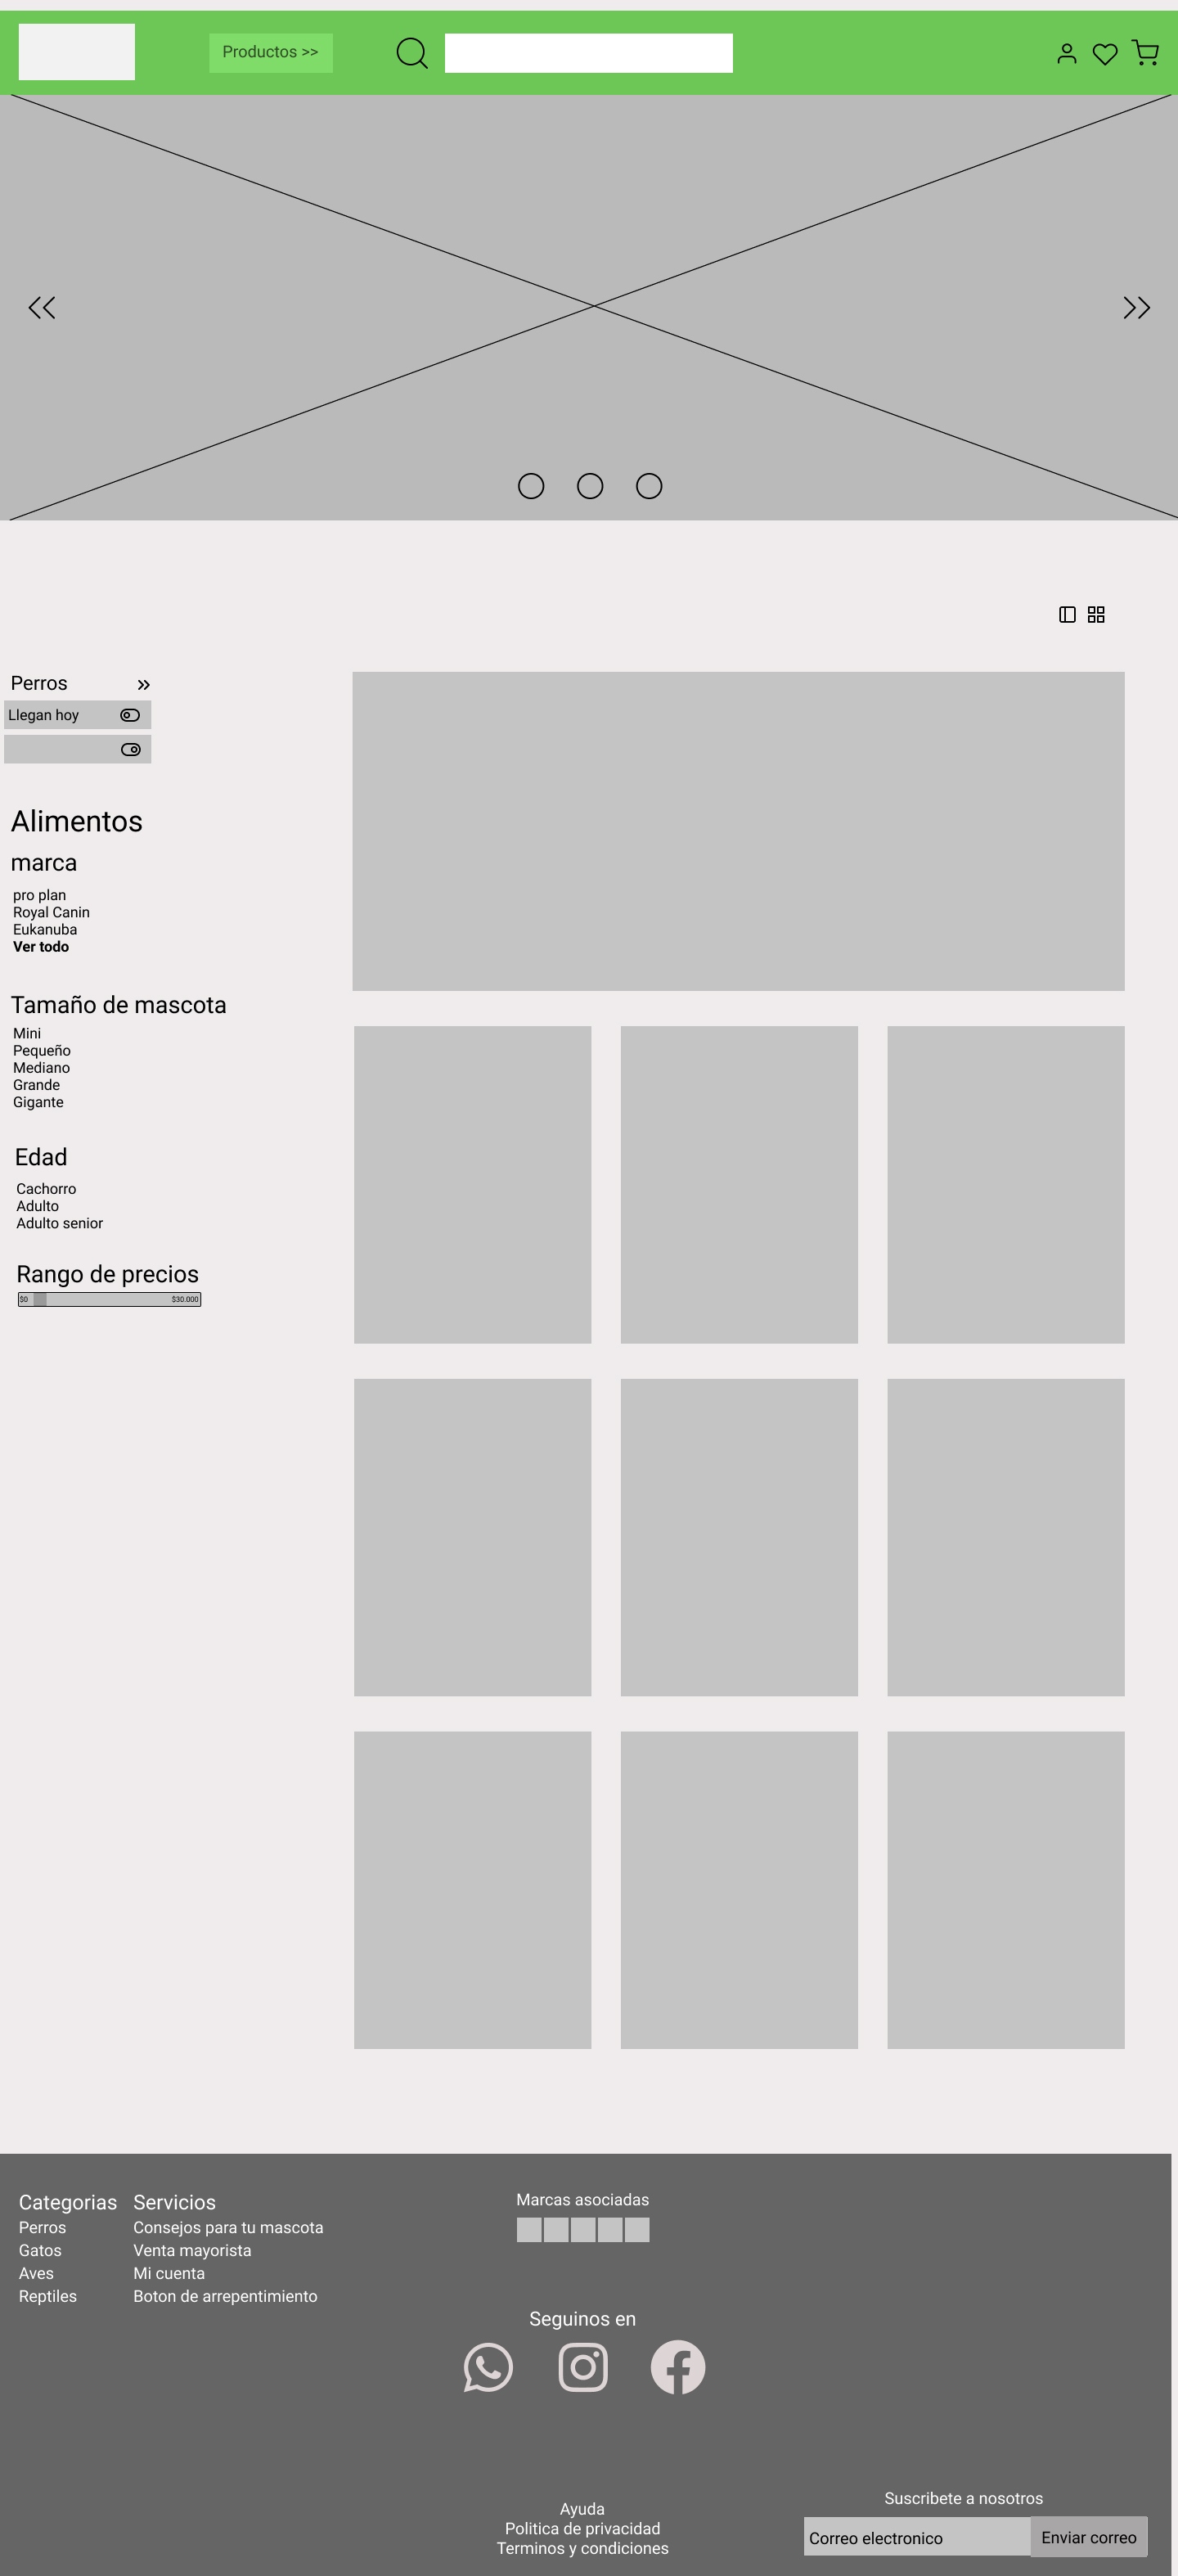 Productos >>
Perros
Llegan hoy
Alimentos
marca
pro plan
Royal Canin
Eukanuba
Ver todo
Tamaño de mascota
Mini
Pequeño
Mediano
Grande
Gigante
Edad
Cachorro
Adulto
Adulto senior
Rango de precios
$0 $30.000
Categorias
Perros
Gatos
Aves
Reptiles
Servicios
Consejos para tu mascota
Venta mayorista
Mi cuenta
Boton de arrepentimiento
Marcas asociadas
Seguinos en
Ayuda
Politica de privacidad
Terminos y condiciones
Suscribete a nosotros
Correo electronico
Enviar correo